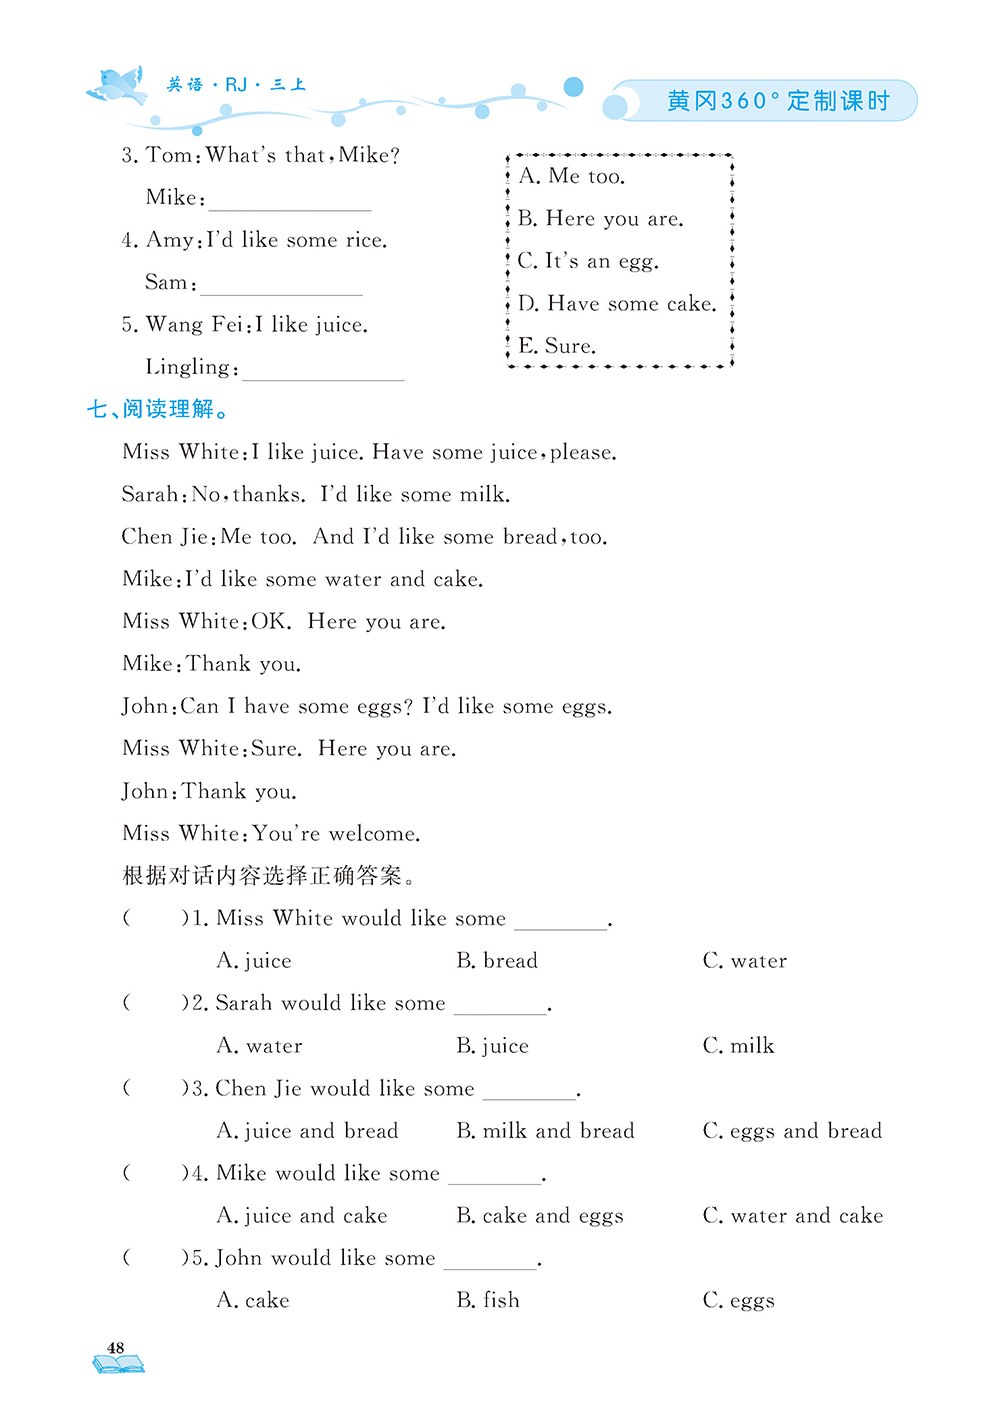 英语·RJ·三上
黄冈360°定制课时
3. Tom:What's that,Mike?
Mike:
4. Amy:I'd like some rice.
Sam:
5. Wang Fei:I like juice.
Lingling:
A. Me too.
B. Here you are.
C. It's an egg.
D. Have some cake.
E. Sure.
七、阅读理解。
Miss White:I like juice. Have some juice,please.
Sarah:No,thanks. I'd like some milk.
Chen Jie:Me too. And I'd like some bread,too.
Mike:I'd like some water and cake.
Miss White:OK. Here you are.
Mike:Thank you.
John:Can I have some eggs? I'd like some eggs.
Miss White:Sure. Here you are.
John:Thank you.
Miss White:You're welcome.
根据对话内容选择正确答案。
( )1. Miss White would like some ________.
A. juice B. bread C. water
( )2. Sarah would like some ________.
A. water B. juice C. milk
( )3. Chen Jie would like some ________.
A. juice and bread B. milk and bread C. eggs and bread
( )4. Mike would like some ________.
A. juice and cake B. cake and eggs C. water and cake
( )5. John would like some ________.
A. cake B. fish C. eggs
48